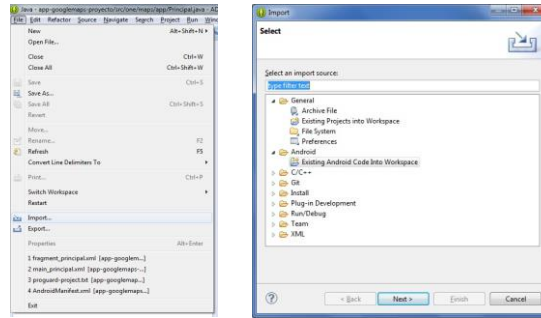 Java - app-googlemaps-proyecto/src/one/maps/app/Principal.java - AD
File Edit Refactor Source Navigate Search Project Run Wind
New Alt+Shift+N
Open File...
Close Ctrl+W
Close All Ctrl+Shift+W
Save Ctrl+S
Save As...
Save All Ctrl+Shift+S
Revert
Move...
Rename... F2
Refresh F5
Convert Line Delimiters To
Print... Ctrl+P
Switch Workspace
Restart
Import...
Export...
Properties Alt+Enter
1 fragment_principal.xml [app-googlem...]
2 main_principal.xml [app-googlemaps-...]
3 proguard-project.txt [app-googlemap...]
4 AndroidManifest.xml [app-googlemaps...]
Exit
Import
Select
Select an import source:
type filter text
General
Archive File
Existing Projects into Workspace
File System
Preferences
Android
Existing Android Code Into Workspace
C/C++
Git
Install
Plug-in Development
Run/Debug
Team
XML
? < Back Next > Finish Cancel